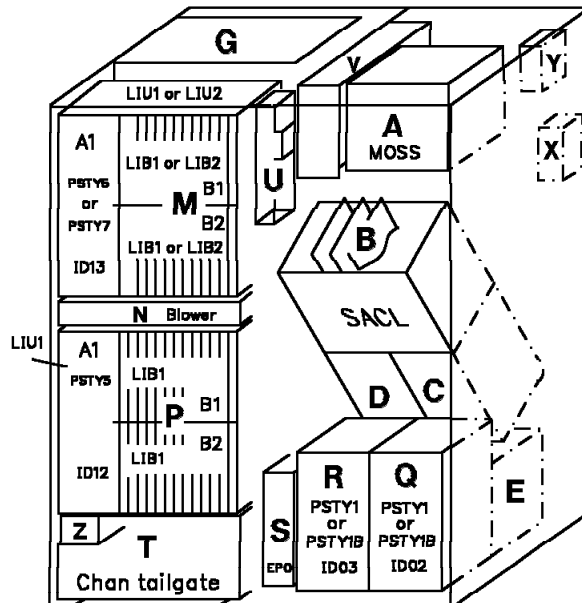 G
LIU1 or LIU2
V
Y
A1
A
MOSS
X
LIB1 or LIB2
PSTY6
or
PSTY7
M
B1
B2
U
LIB1 or LIB2
ID13
B
N Blower
SACL
LIU1
A1
PSTY5
LIB1
P
B1
B2
LIB1
ID12
D
C
R
Q
E
PSTY1
or
PSTY1B
ID03
PSTY1
or
PSTY1B
ID02
S
EPO
Z
T
Chan tailgate